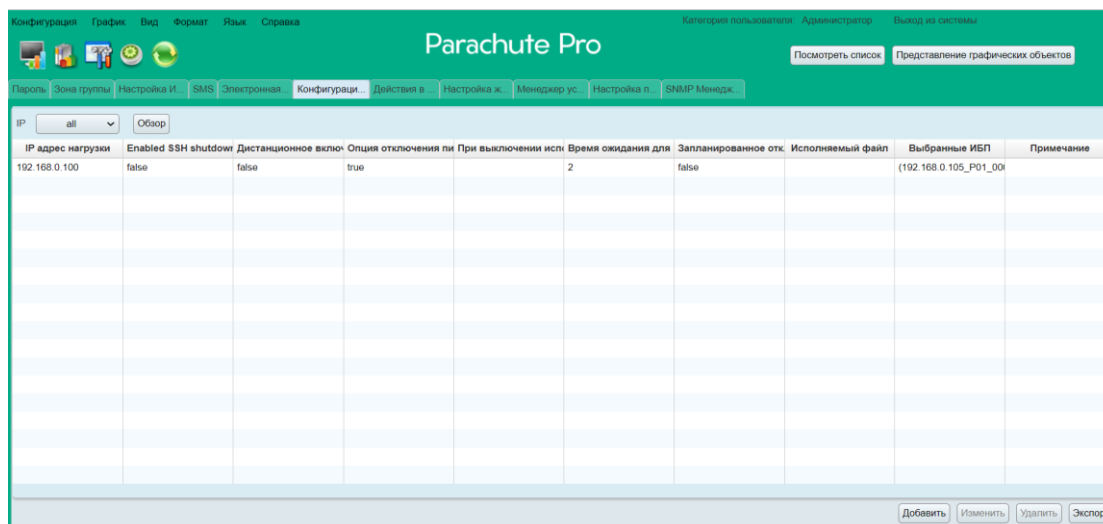 Конфигурация График Вид Формат Язык Справка
Категория пользователя: Администратор Выход из системы
Parachute Pro
Посмотреть список Представление графических объектов
Пароль Зона группы Настройка И... SMS Электронная... Конфигураци... Действия в ... Настройка ж... Менеджер ус... Настройка п... SNMP Менедж...
IP all Обзор
IP адрес нагрузки Enabled SSH shutdown Дистанционное включ Опция отключения пи При выключении испо Время ожидания для Запланированное отк. Исполняемый файл Выбранные ИБП Примечание
192.168.0.100 false false true 2 false (192.168.0.105_P01_00
Добавить Изменить Удалить Экспор